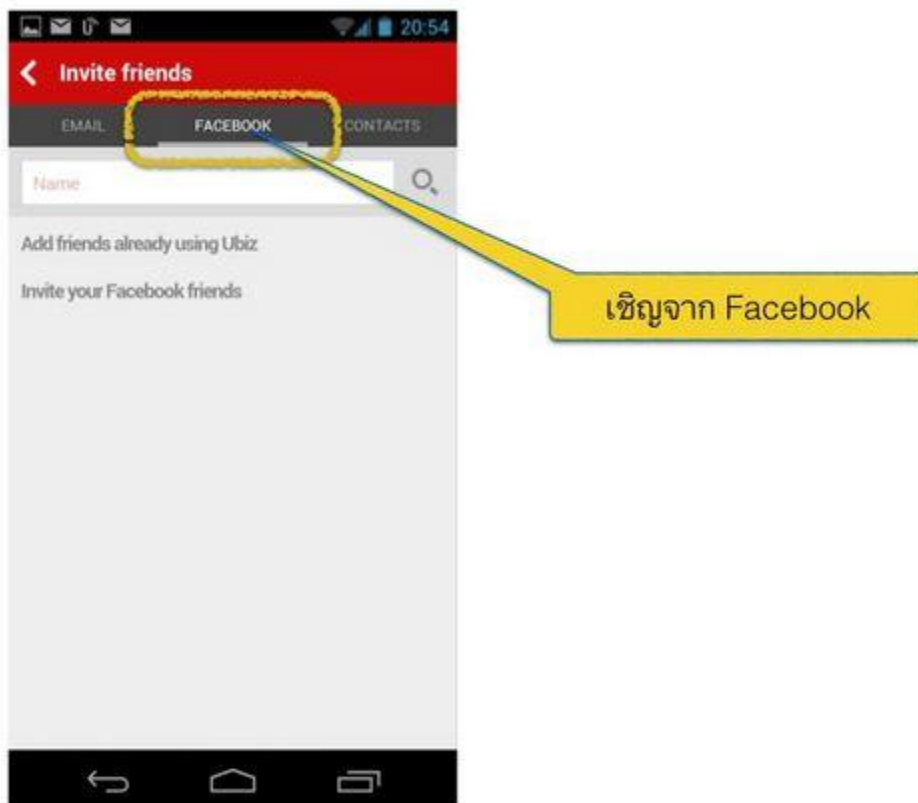 20:54
Invite friends
EMAIL FACEBOOK CONTACTS
Name
Add friends already using Ubiz
Invite your Facebook friends
เชิญจาก Facebook